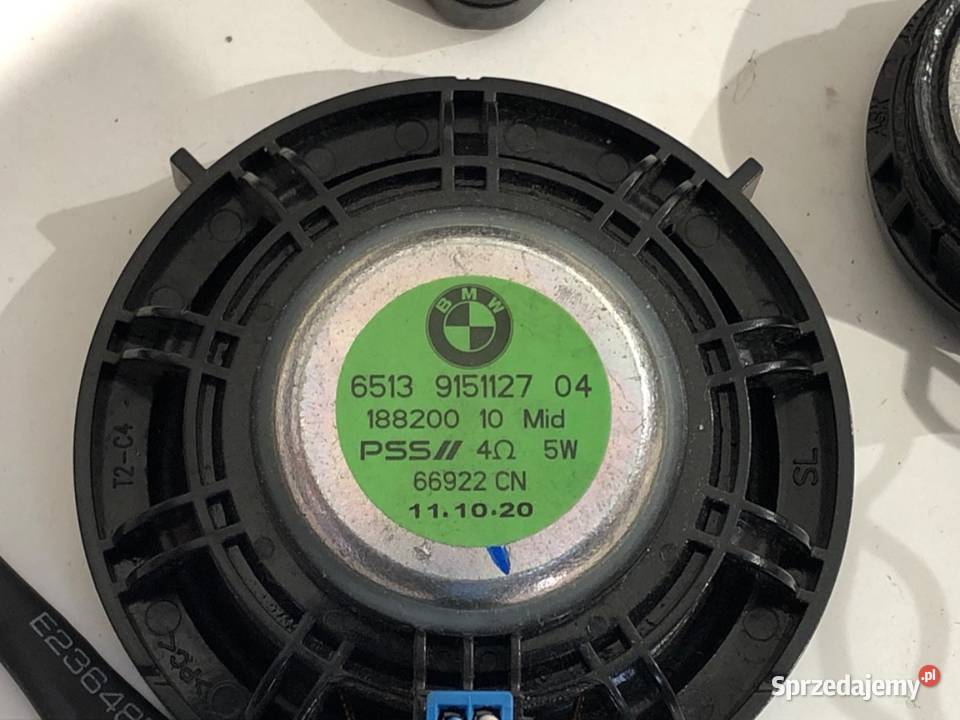 BMW
6513 9151127 04
188200 10 Mid
PSS// 4Ω 5W
66922 CN
11.10.20
T2-C4
SL
ASK
Sprzedajemy.pl